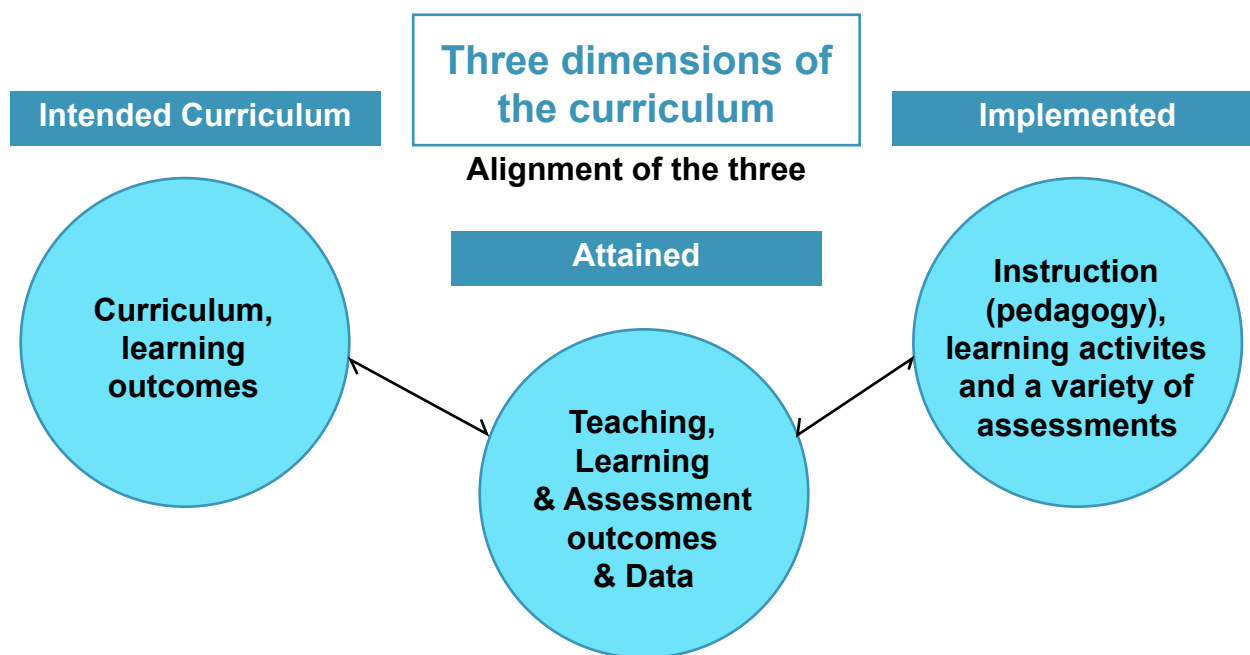 Three dimensions of
the curriculum
Alignment of the three
Intended Curriculum
Curriculum,
learning
outcomes
Attained
Teaching,
Learning
& Assessment
outcomes
& Data
Implemented
Instruction
(pedagogy),
learning activites
and a variety of
assessments